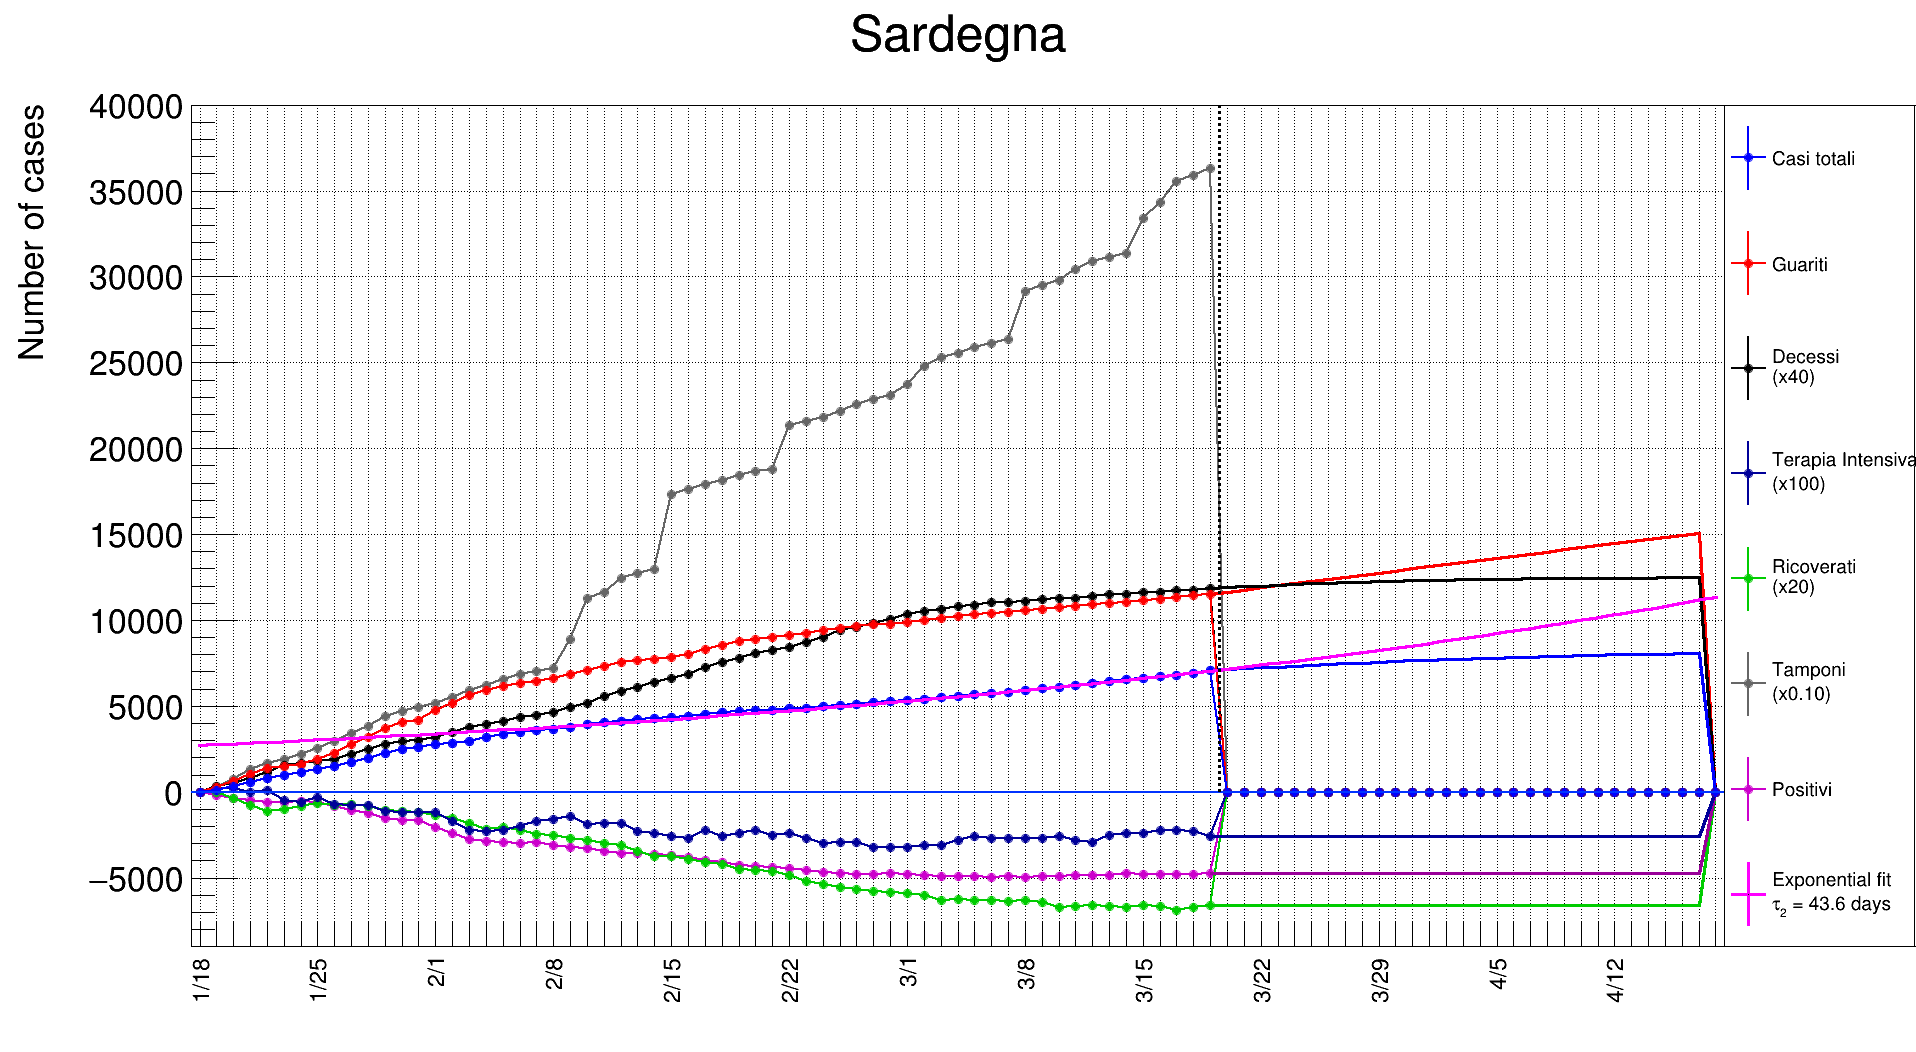 Sardegna
Number of cases
40000
35000
30000
25000
20000
15000
10000
5000
0
−5000
1/18
1/25
2/1
2/8
2/15
2/22
3/1
3/8
3/15
3/22
3/29
4/5
4/12
Casi totali
Guariti
Decessi
(x40)
Terapia Intensiva
(x100)
Ricoverati
(x20)
Tamponi
(x0.10)
Positivi
Exponential fit
τ2 = 43.6 days